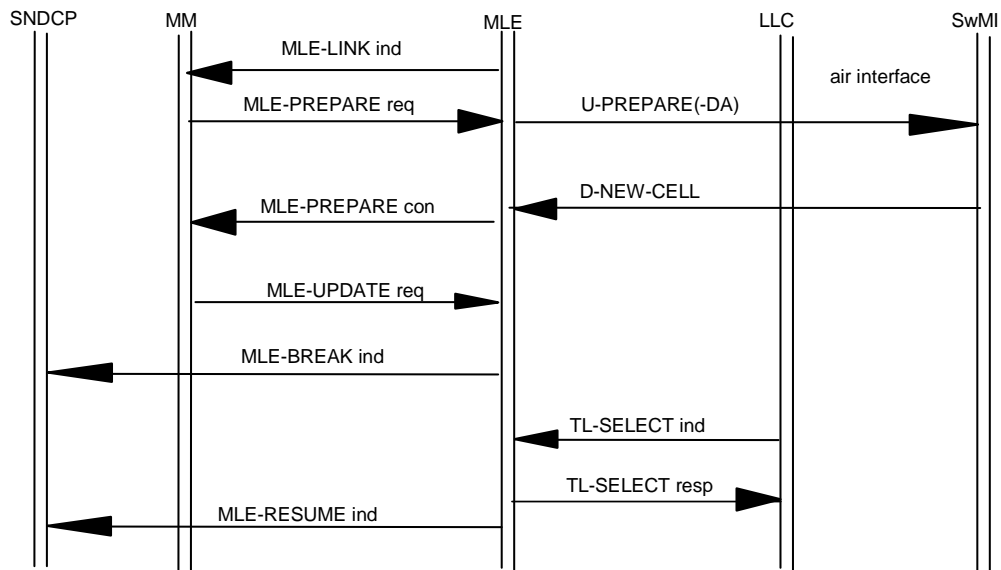 SNDCP MM MLE LLC SwMI
MLE-LINK ind
air interface
MLE-PREPARE req
U-PREPARE(-DA)
D-NEW-CELL
MLE-PREPARE con
MLE-UPDATE req
MLE-BREAK ind
TL-SELECT ind
TL-SELECT resp
MLE-RESUME ind